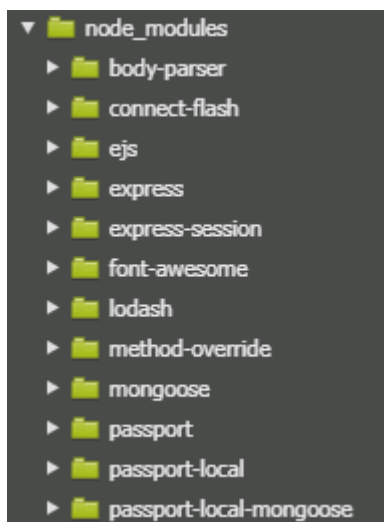 node_modules
body-parser
connect-flash
ejs
express
express-session
font-awesome
lodash
method-override
mongoose
passport
passport-local
passport-local-mongoose